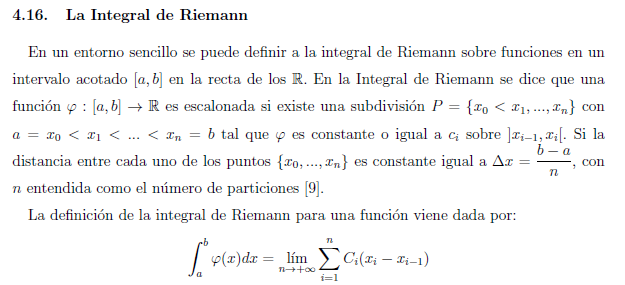 4.16. La Integral de Riemann
En un entorno sencillo se puede definir a la integral de Riemann sobre funciones en un
intervalo acotado [a, b] en la recta de los ℝ. En la Integral de Riemann se dice que una
función φ : [a, b] → ℝ es escalonada si existe una subdivisión P = {x₀ < x₁, ..., xₙ} con
a = x₀ < x₁ < ... < xₙ = b tal que φ es constante o igual a cᵢ sobre ]xᵢ₋₁, xᵢ[. Si la
distancia entre cada uno de los puntos {x₀, ..., xₙ} es constante igual a Δx = (b − a)/n, con
n entendida como el número de particiones [9].
La definición de la integral de Riemann para una función viene dada por:
∫ₐᵇ φ(x)dx = lím_{n→+∞} ∑_{i=1}^{n} Cᵢ(xᵢ − xᵢ₋₁)